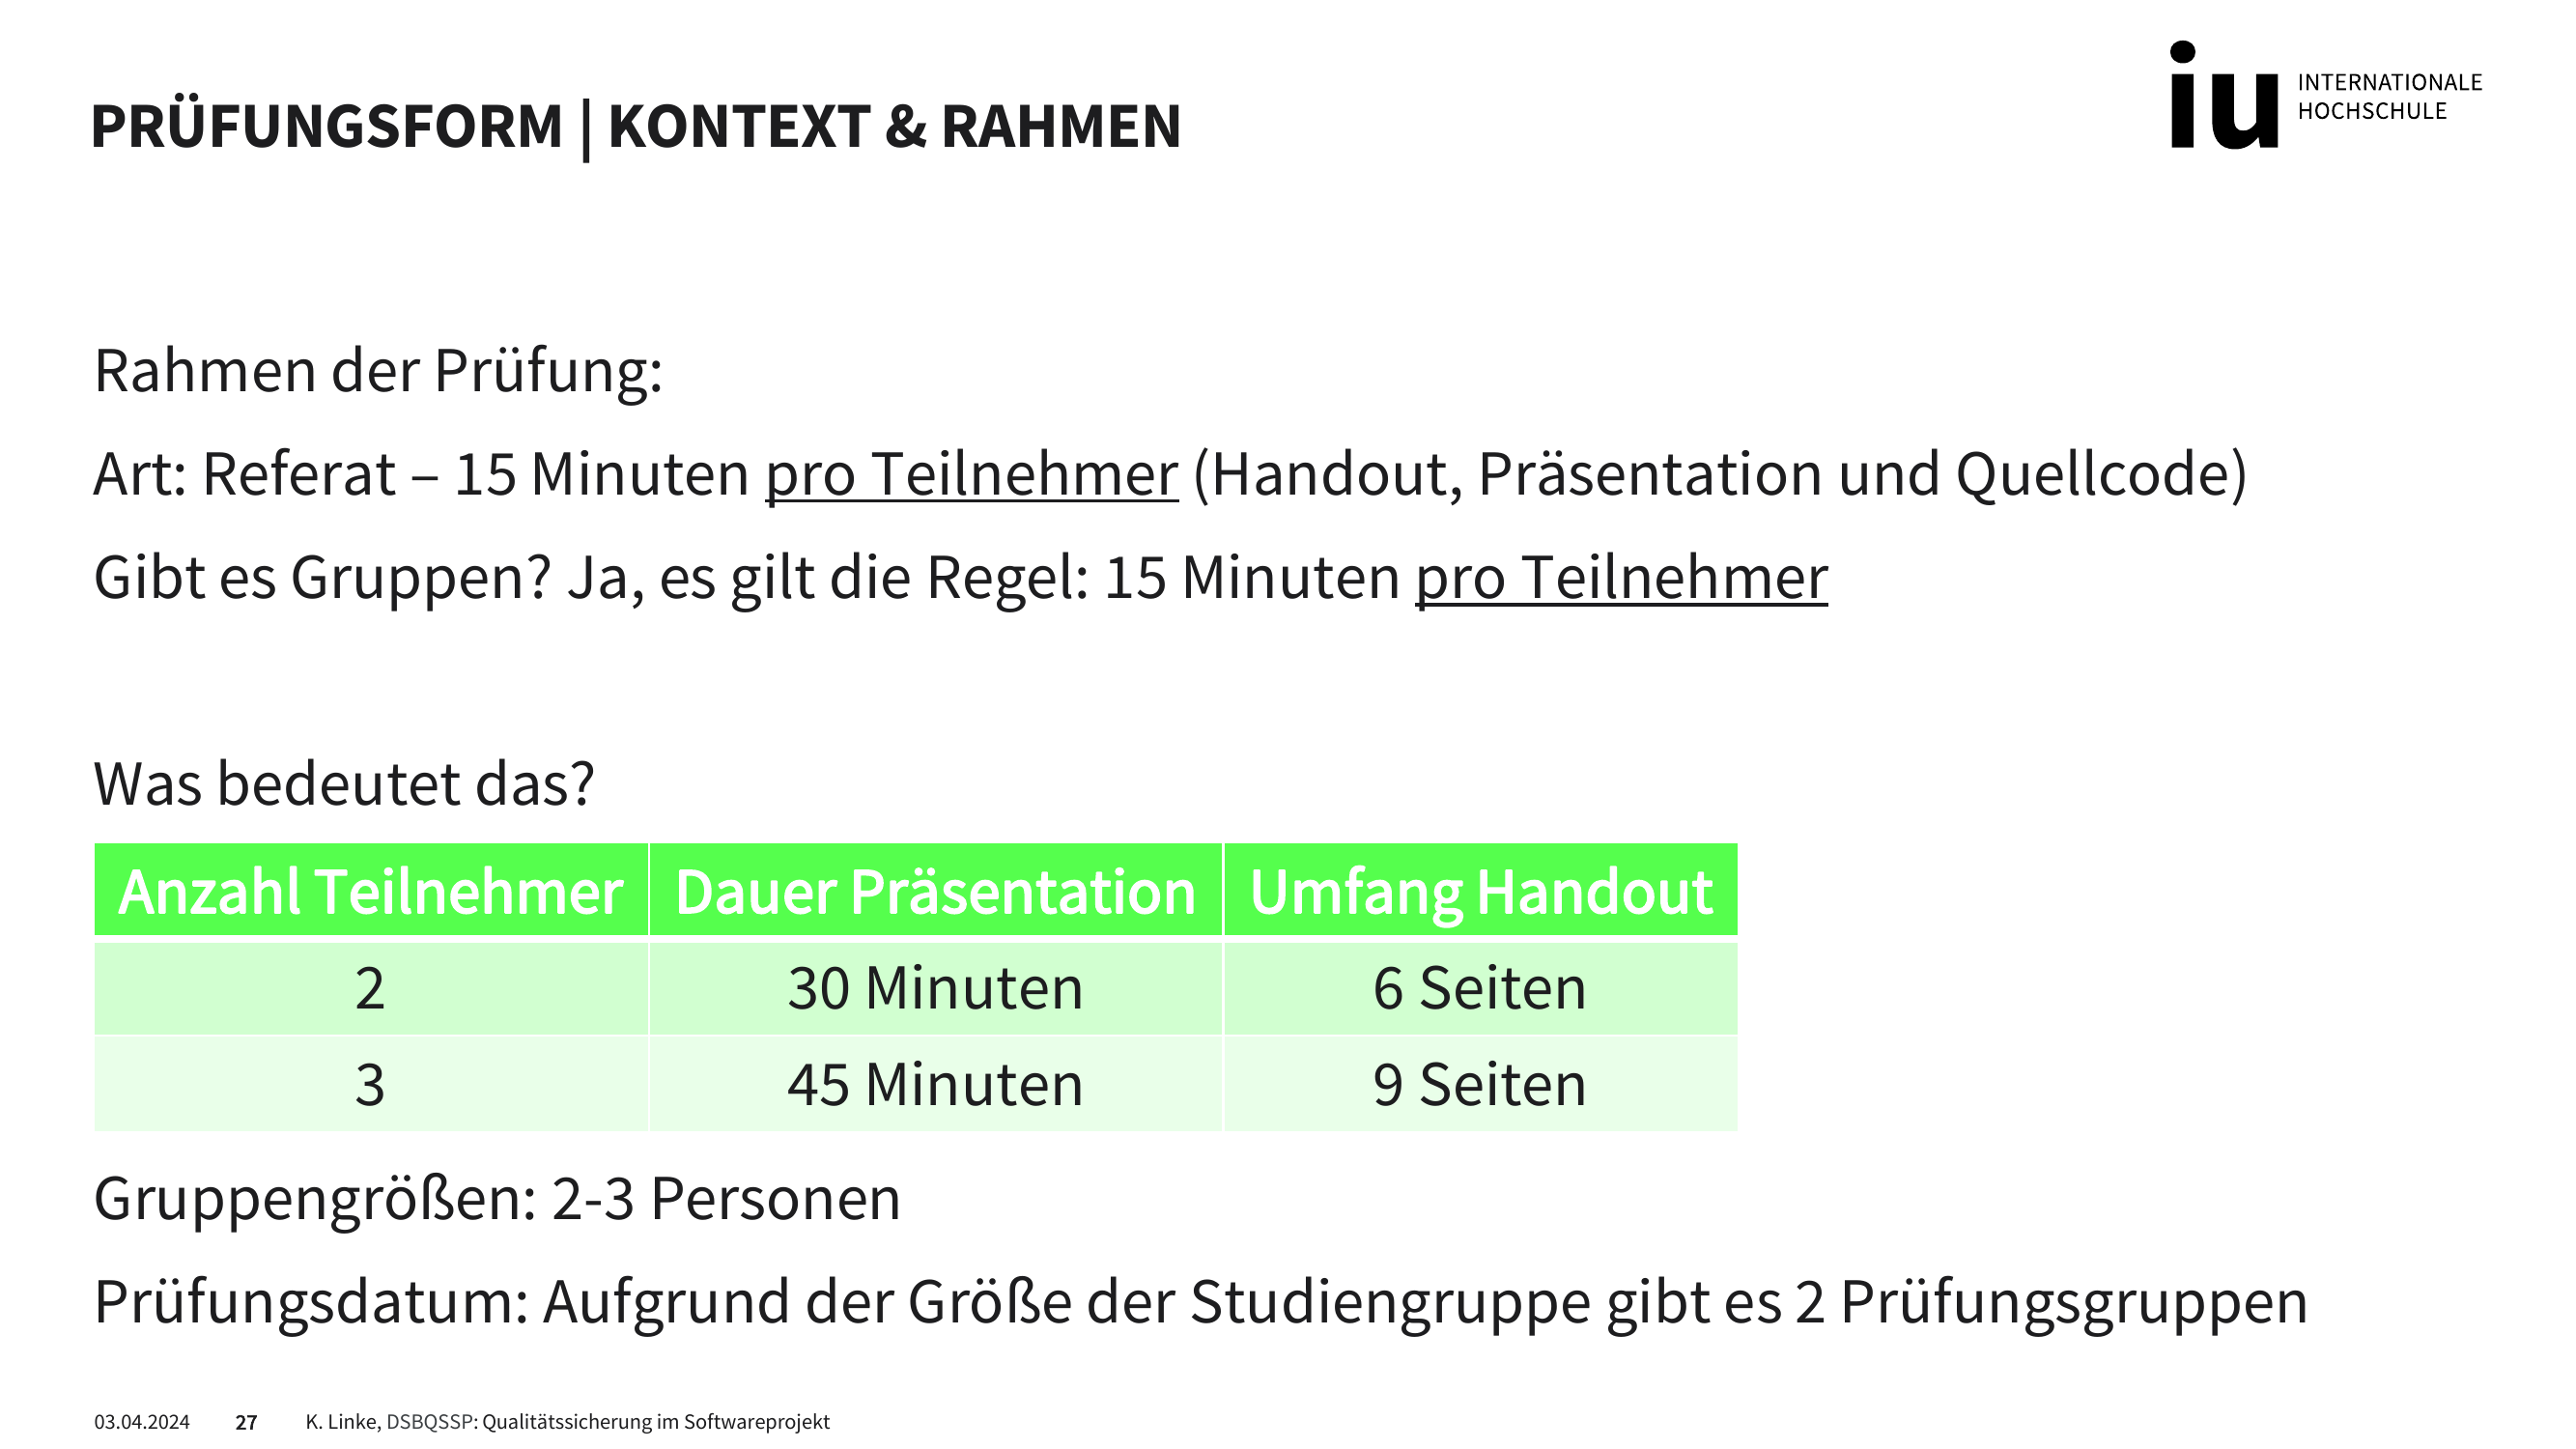 PRÜFUNGSFORM | KONTEXT & RAHMEN
iu INTERNATIONALE
HOCHSCHULE
Rahmen der Prüfung:
Art: Referat – 15 Minuten pro Teilnehmer (Handout, Präsentation und Quellcode)
Gibt es Gruppen? Ja, es gilt die Regel: 15 Minuten pro Teilnehmer
Was bedeutet das?
Anzahl Teilnehmer Dauer Präsentation Umfang Handout
2 30 Minuten 6 Seiten
3 45 Minuten 9 Seiten
Gruppengrößen: 2-3 Personen
Prüfungsdatum: Aufgrund der Größe der Studiengruppe gibt es 2 Prüfungsgruppen
03.04.2024 27 K. Linke, DSBQSSP: Qualitätssicherung im Softwareprojekt